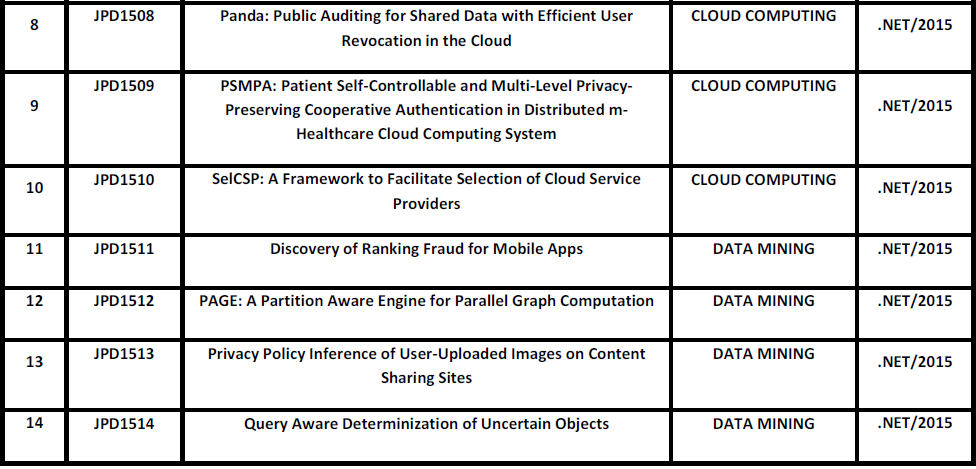 8 JPD1508 Panda: Public Auditing for Shared Data with Efficient User Revocation in the Cloud CLOUD COMPUTING .NET/2015
9 JPD1509 PSMPA: Patient Self-Controllable and Multi-Level Privacy-Preserving Cooperative Authentication in Distributed m-Healthcare Cloud Computing System CLOUD COMPUTING .NET/2015
10 JPD1510 SelCSP: A Framework to Facilitate Selection of Cloud Service Providers CLOUD COMPUTING .NET/2015
11 JPD1511 Discovery of Ranking Fraud for Mobile Apps DATA MINING .NET/2015
12 JPD1512 PAGE: A Partition Aware Engine for Parallel Graph Computation DATA MINING .NET/2015
13 JPD1513 Privacy Policy Inference of User-Uploaded Images on Content Sharing Sites DATA MINING .NET/2015
14 JPD1514 Query Aware Determinization of Uncertain Objects DATA MINING .NET/2015